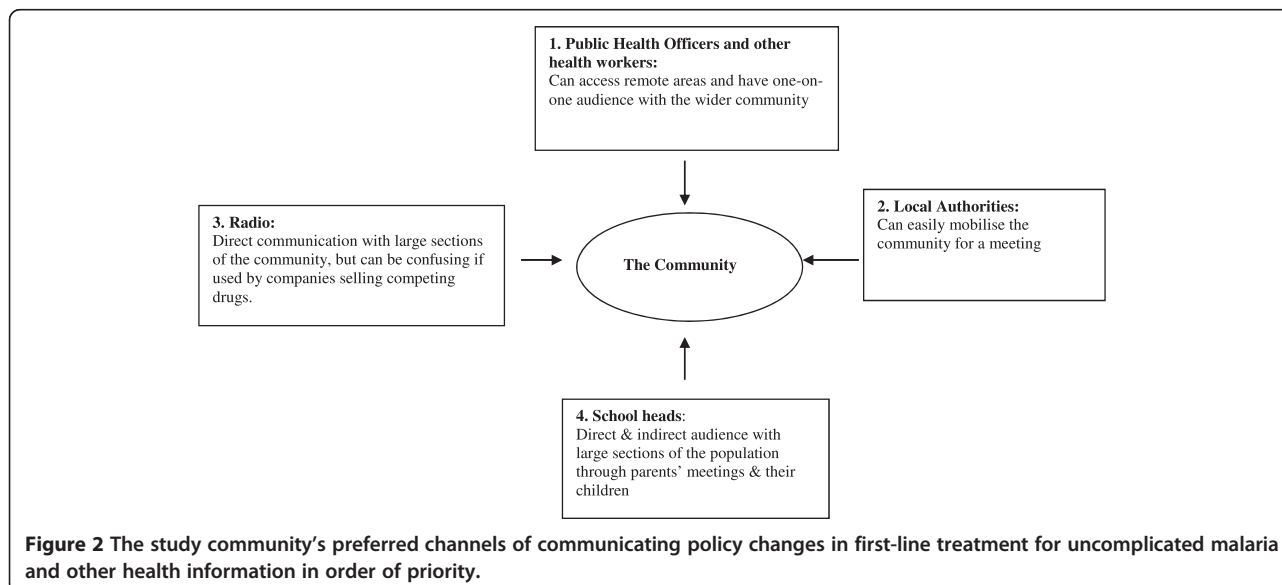 1. Public Health Officers and other
health workers:
Can access remote areas and have one-on-
one audience with the wider community
2. Local Authorities:
Can easily mobilise the
community for a meeting
3. Radio:
Direct communication with large sections
of the community, but can be confusing if
used by companies selling competing
drugs.
The Community
4. School heads:
Direct & indirect audience with
large sections of the population
through parents’ meetings & their
children
Figure 2 The study community’s preferred channels of communicating policy changes in first-line treatment for uncomplicated malaria
and other health information in order of priority.